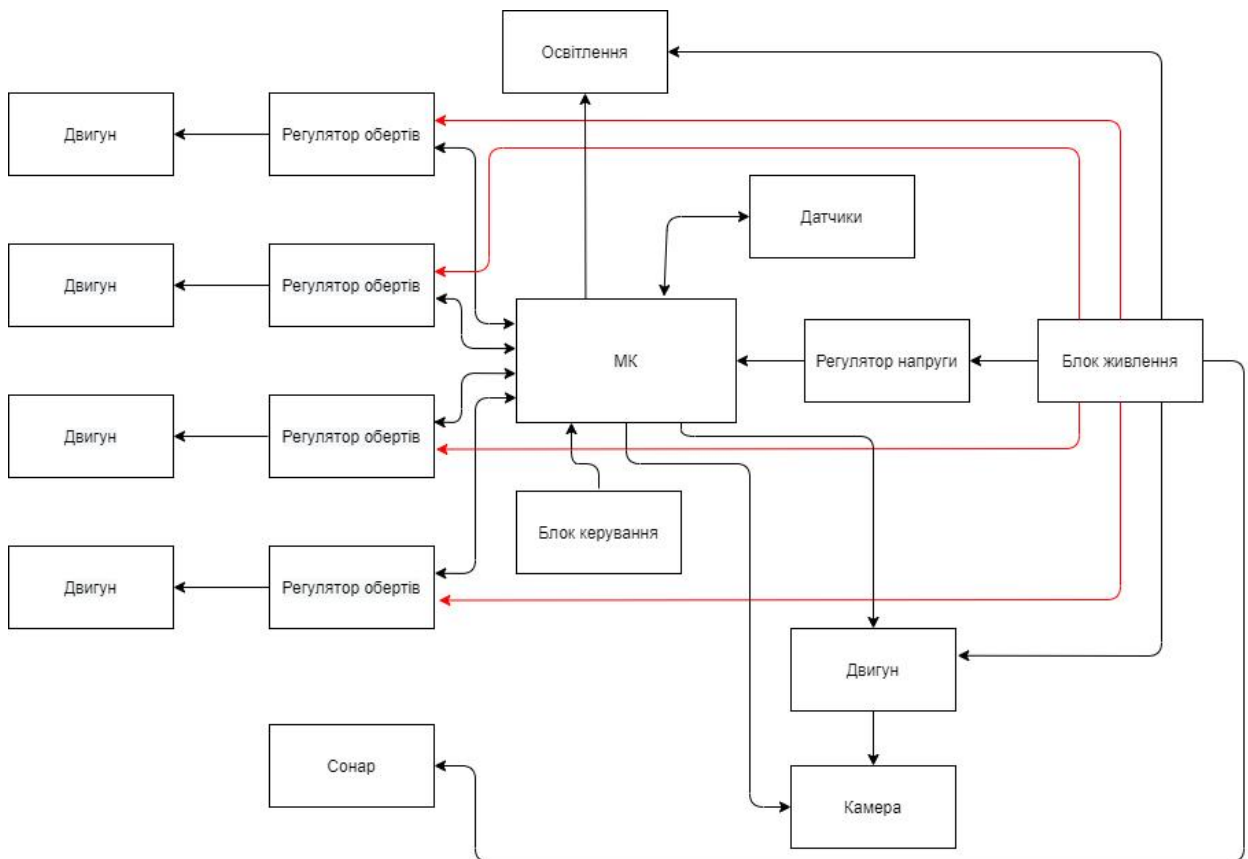 Освітлення
Двигун
Регулятор обертів
Датчики
Двигун
Регулятор обертів
МК
Регулятор напруги
Блок живлення
Двигун
Регулятор обертів
Блок керування
Двигун
Регулятор обертів
Двигун
Сонар
Камера